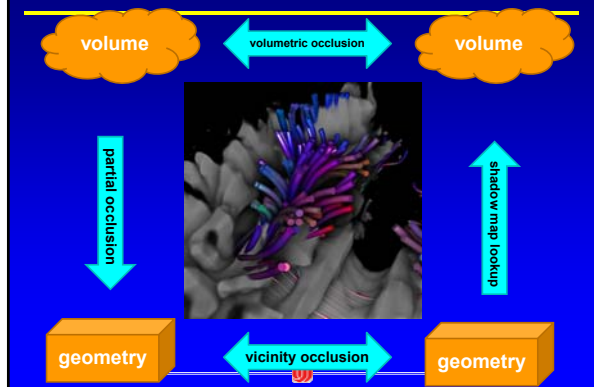 volume
volumetric occlusion
volume
partial occlusion
shadow map lookup
geometry
vicinity occlusion
geometry